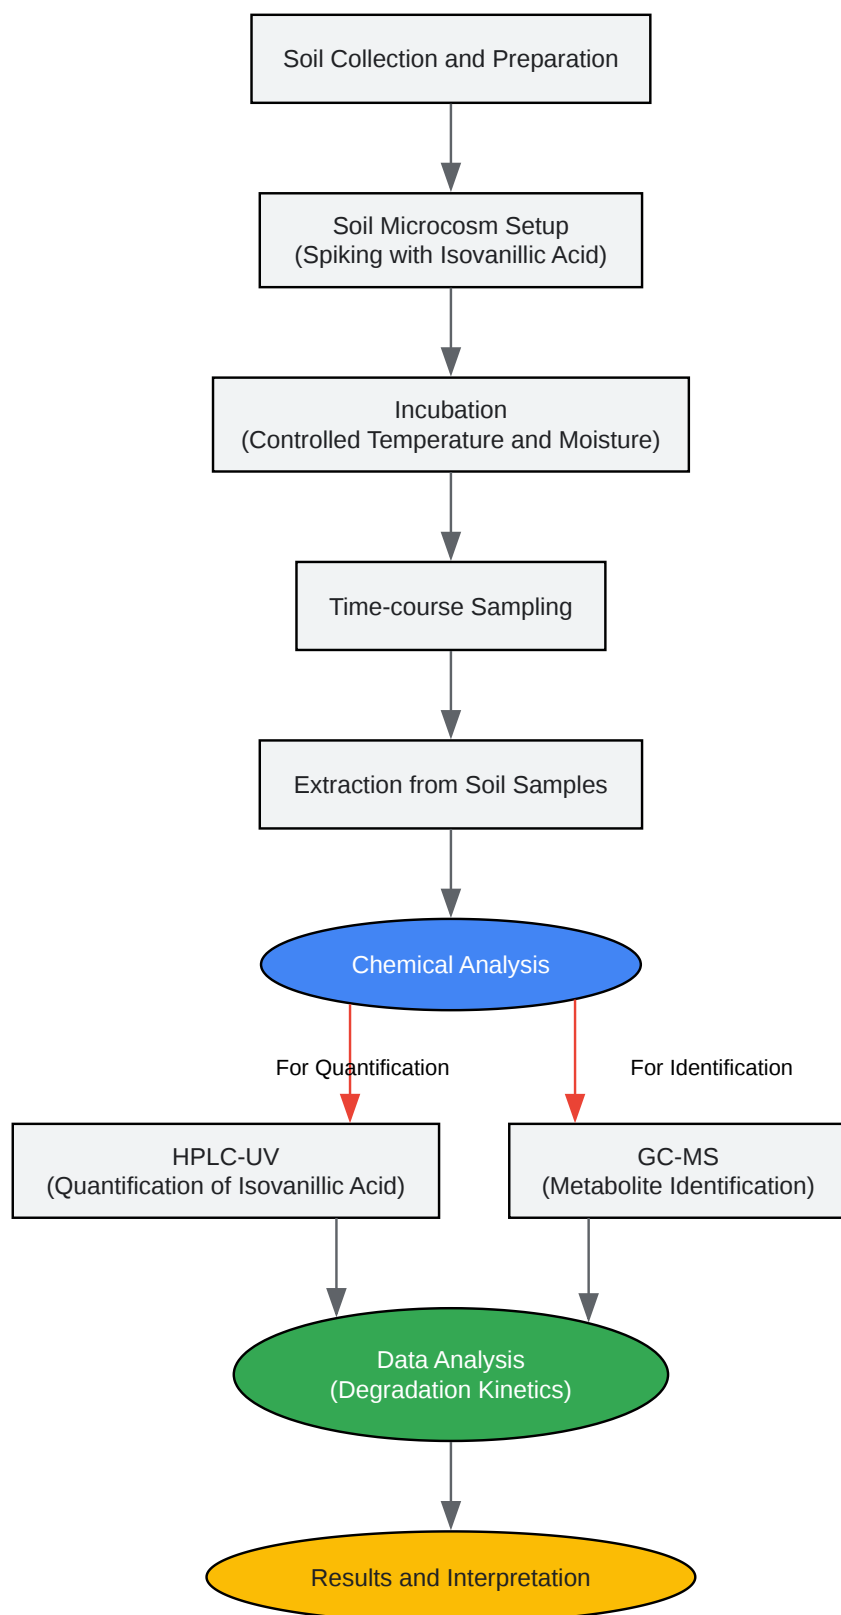 Soil Collection and Preparation
Soil Microcosm Setup
(Spiking with Isovanillic Acid)
Incubation
(Controlled Temperature and Moisture)
Time-course Sampling
Extraction from Soil Samples
Chemical Analysis
For Quantification
For Identification
HPLC-UV
(Quantification of Isovanillic Acid)
GC-MS
(Metabolite Identification)
Data Analysis
(Degradation Kinetics)
Results and Interpretation